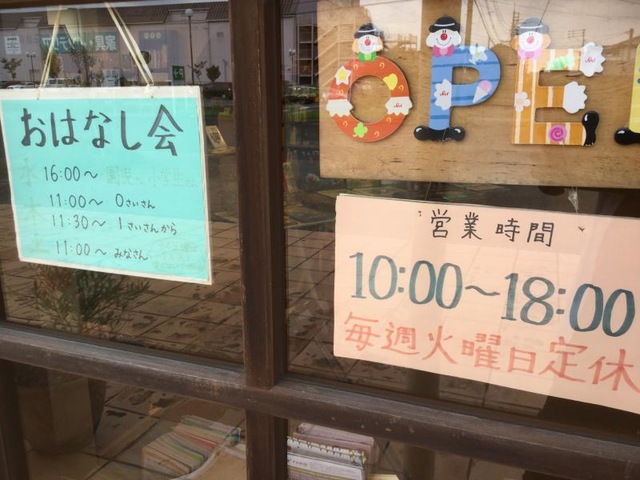 おはなし会
水 16:00～
11:00～ 0さいさん
11:30～ 1さいさんから
11:00～ みなさん
OPE
営業時間
10:00～18:00
毎週火曜日定休